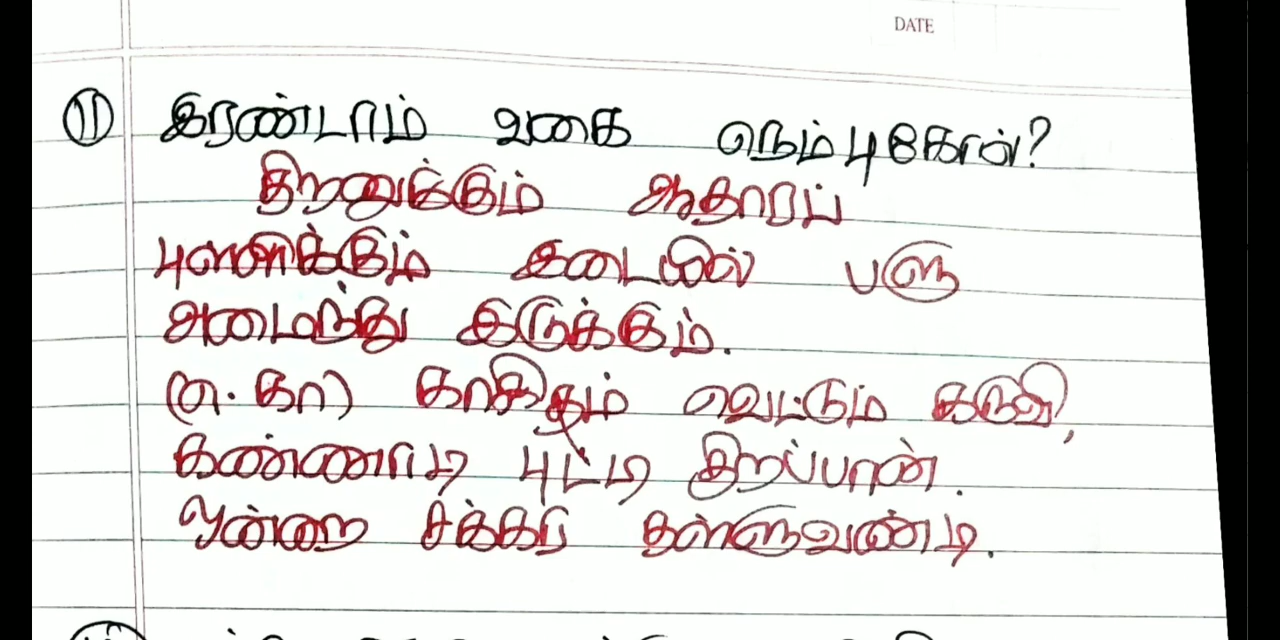 DATE
11 இரண்டாம் வகை நெம்புகோல்?
திறனுக்கும் ஆதாரப்
புள்ளிக்கும் இடையில் பளு
அமைந்து இருக்கும்.
(எ. கா) காகிதம் வெட்டும் கருவி,
கண்ணாடி புட்டி திறப்பான்.
ஒன்றை சக்கர தள்ளுவண்டி.